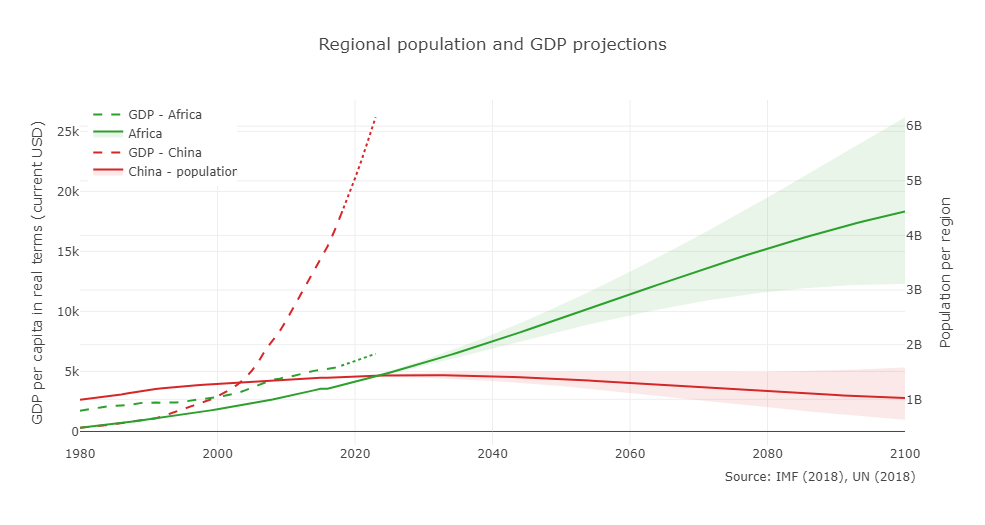 Regional population and GDP projections
GDP - Africa
Africa
GDP - China
China - population
GDP per capita in real terms (current USD)
25k
20k
15k
10k
5k
0
6B
5B
4B
3B
2B
1B
Population per region
1980
2000
2020
2040
2060
2080
2100
Source: IMF (2018), UN (2018)